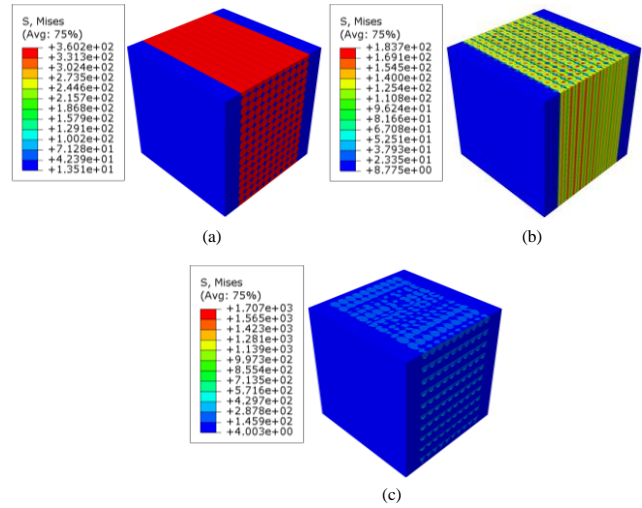 S, Mises
(Avg: 75%)
+3.602e+02
+3.313e+02
+3.024e+02
+2.735e+02
+2.446e+02
+2.157e+02
+1.868e+02
+1.579e+02
+1.291e+02
+1.002e+02
+7.128e+01
+4.239e+01
+1.351e+01
(a)
S, Mises
(Avg: 75%)
+1.837e+02
+1.691e+02
+1.545e+02
+1.400e+02
+1.254e+02
+1.108e+02
+9.624e+01
+8.166e+01
+6.708e+01
+5.251e+01
+3.793e+01
+2.335e+01
+8.775e+00
(b)
S, Mises
(Avg: 75%)
+1.707e+03
+1.565e+03
+1.423e+03
+1.281e+03
+1.139e+03
+9.973e+02
+8.554e+02
+7.135e+02
+5.716e+02
+4.297e+02
+2.878e+02
+1.459e+02
+4.003e+00
(c)